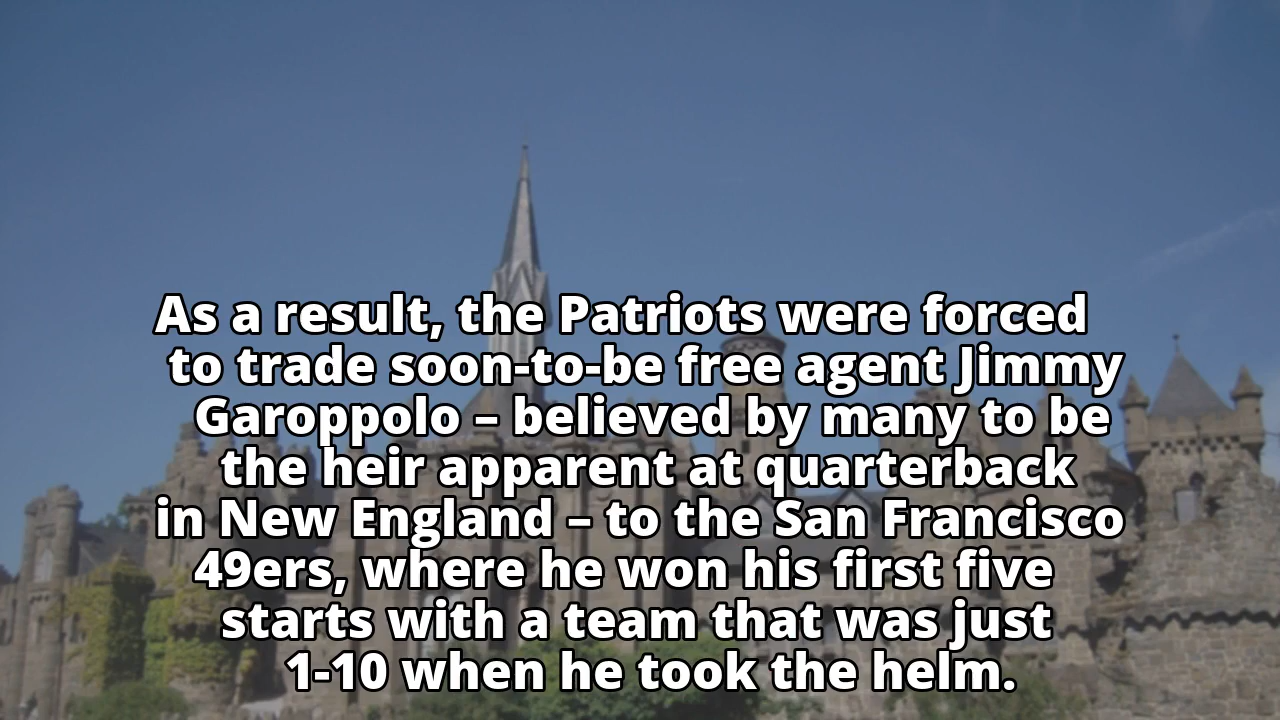 As a result, the Patriots were forced
to trade soon-to-be free agent Jimmy
Garoppolo – believed by many to be
the heir apparent at quarterback
in New England – to the San Francisco
49ers, where he won his first five
starts with a team that was just
1-10 when he took the helm.